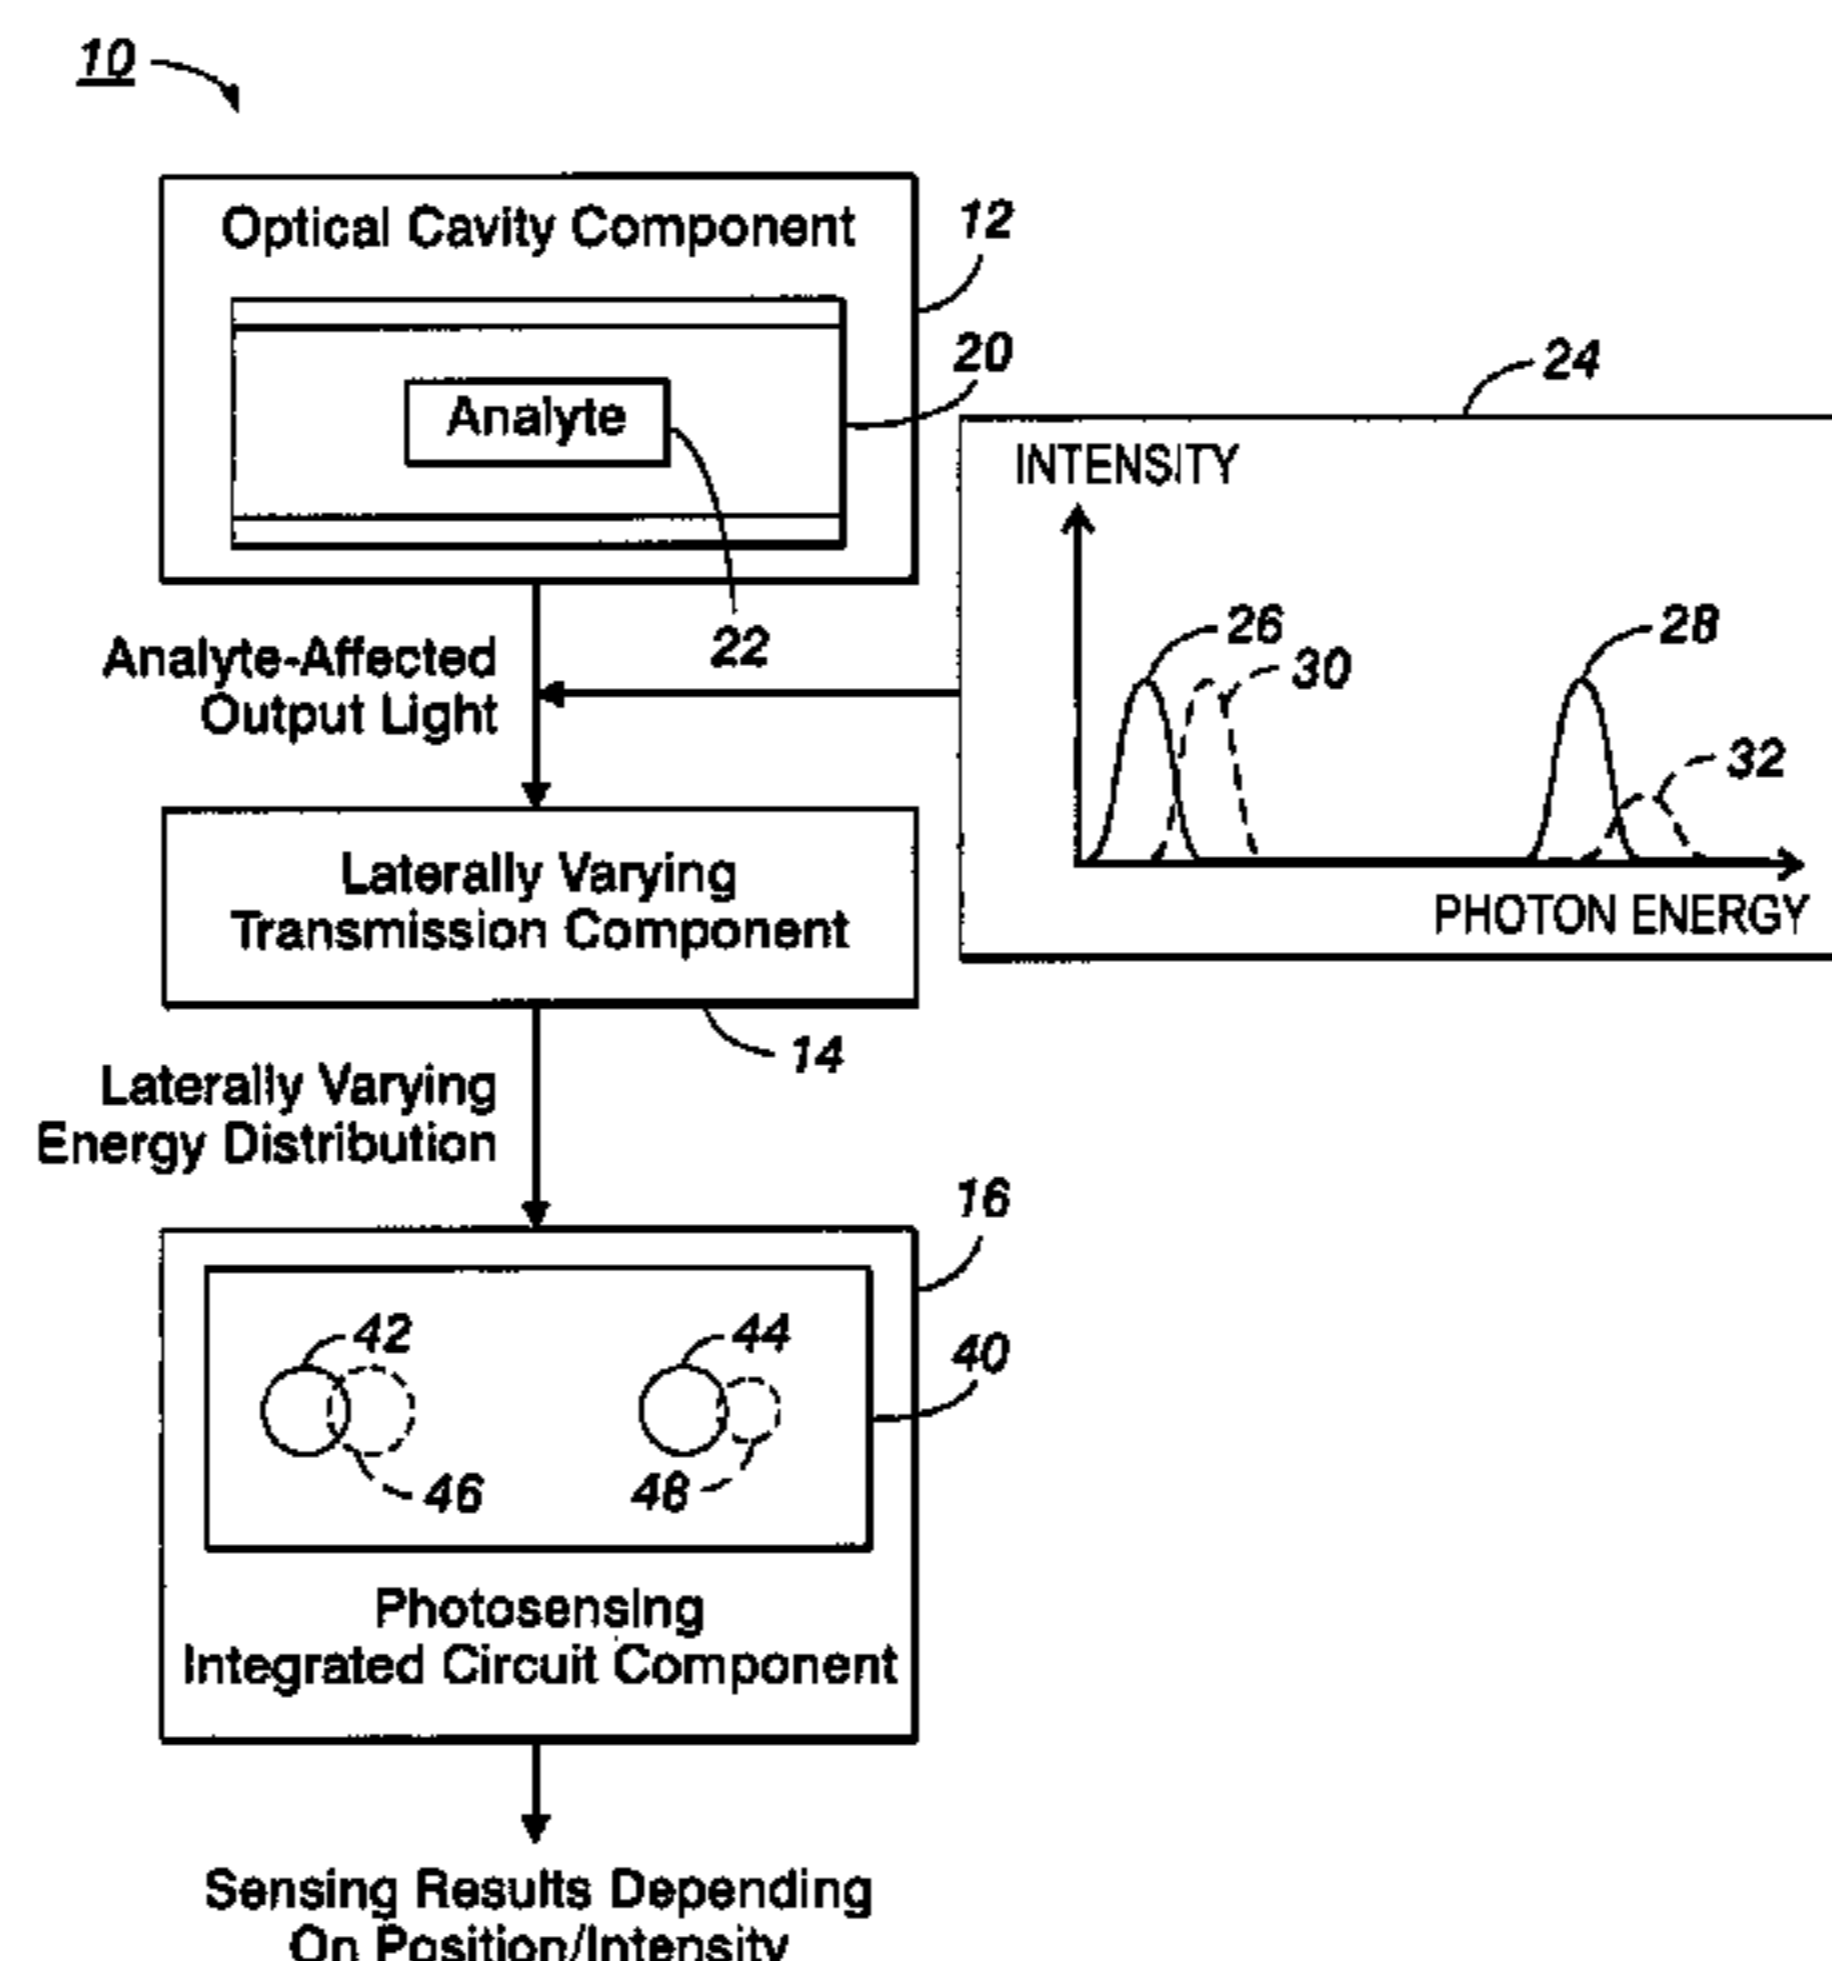 10
Optical Cavity Component
12
20
Analyte
22
24
INTENSITY
26
28
30
32
PHOTON ENERGY
Analyte-Affected
Output Light
Laterally Varying
Transmission Component
14
Laterally Varying
Energy Distribution
16
42
44
40
46
48
Photosensing
Integrated Circuit Component
Sensing Results Depending
On Position/Intensity